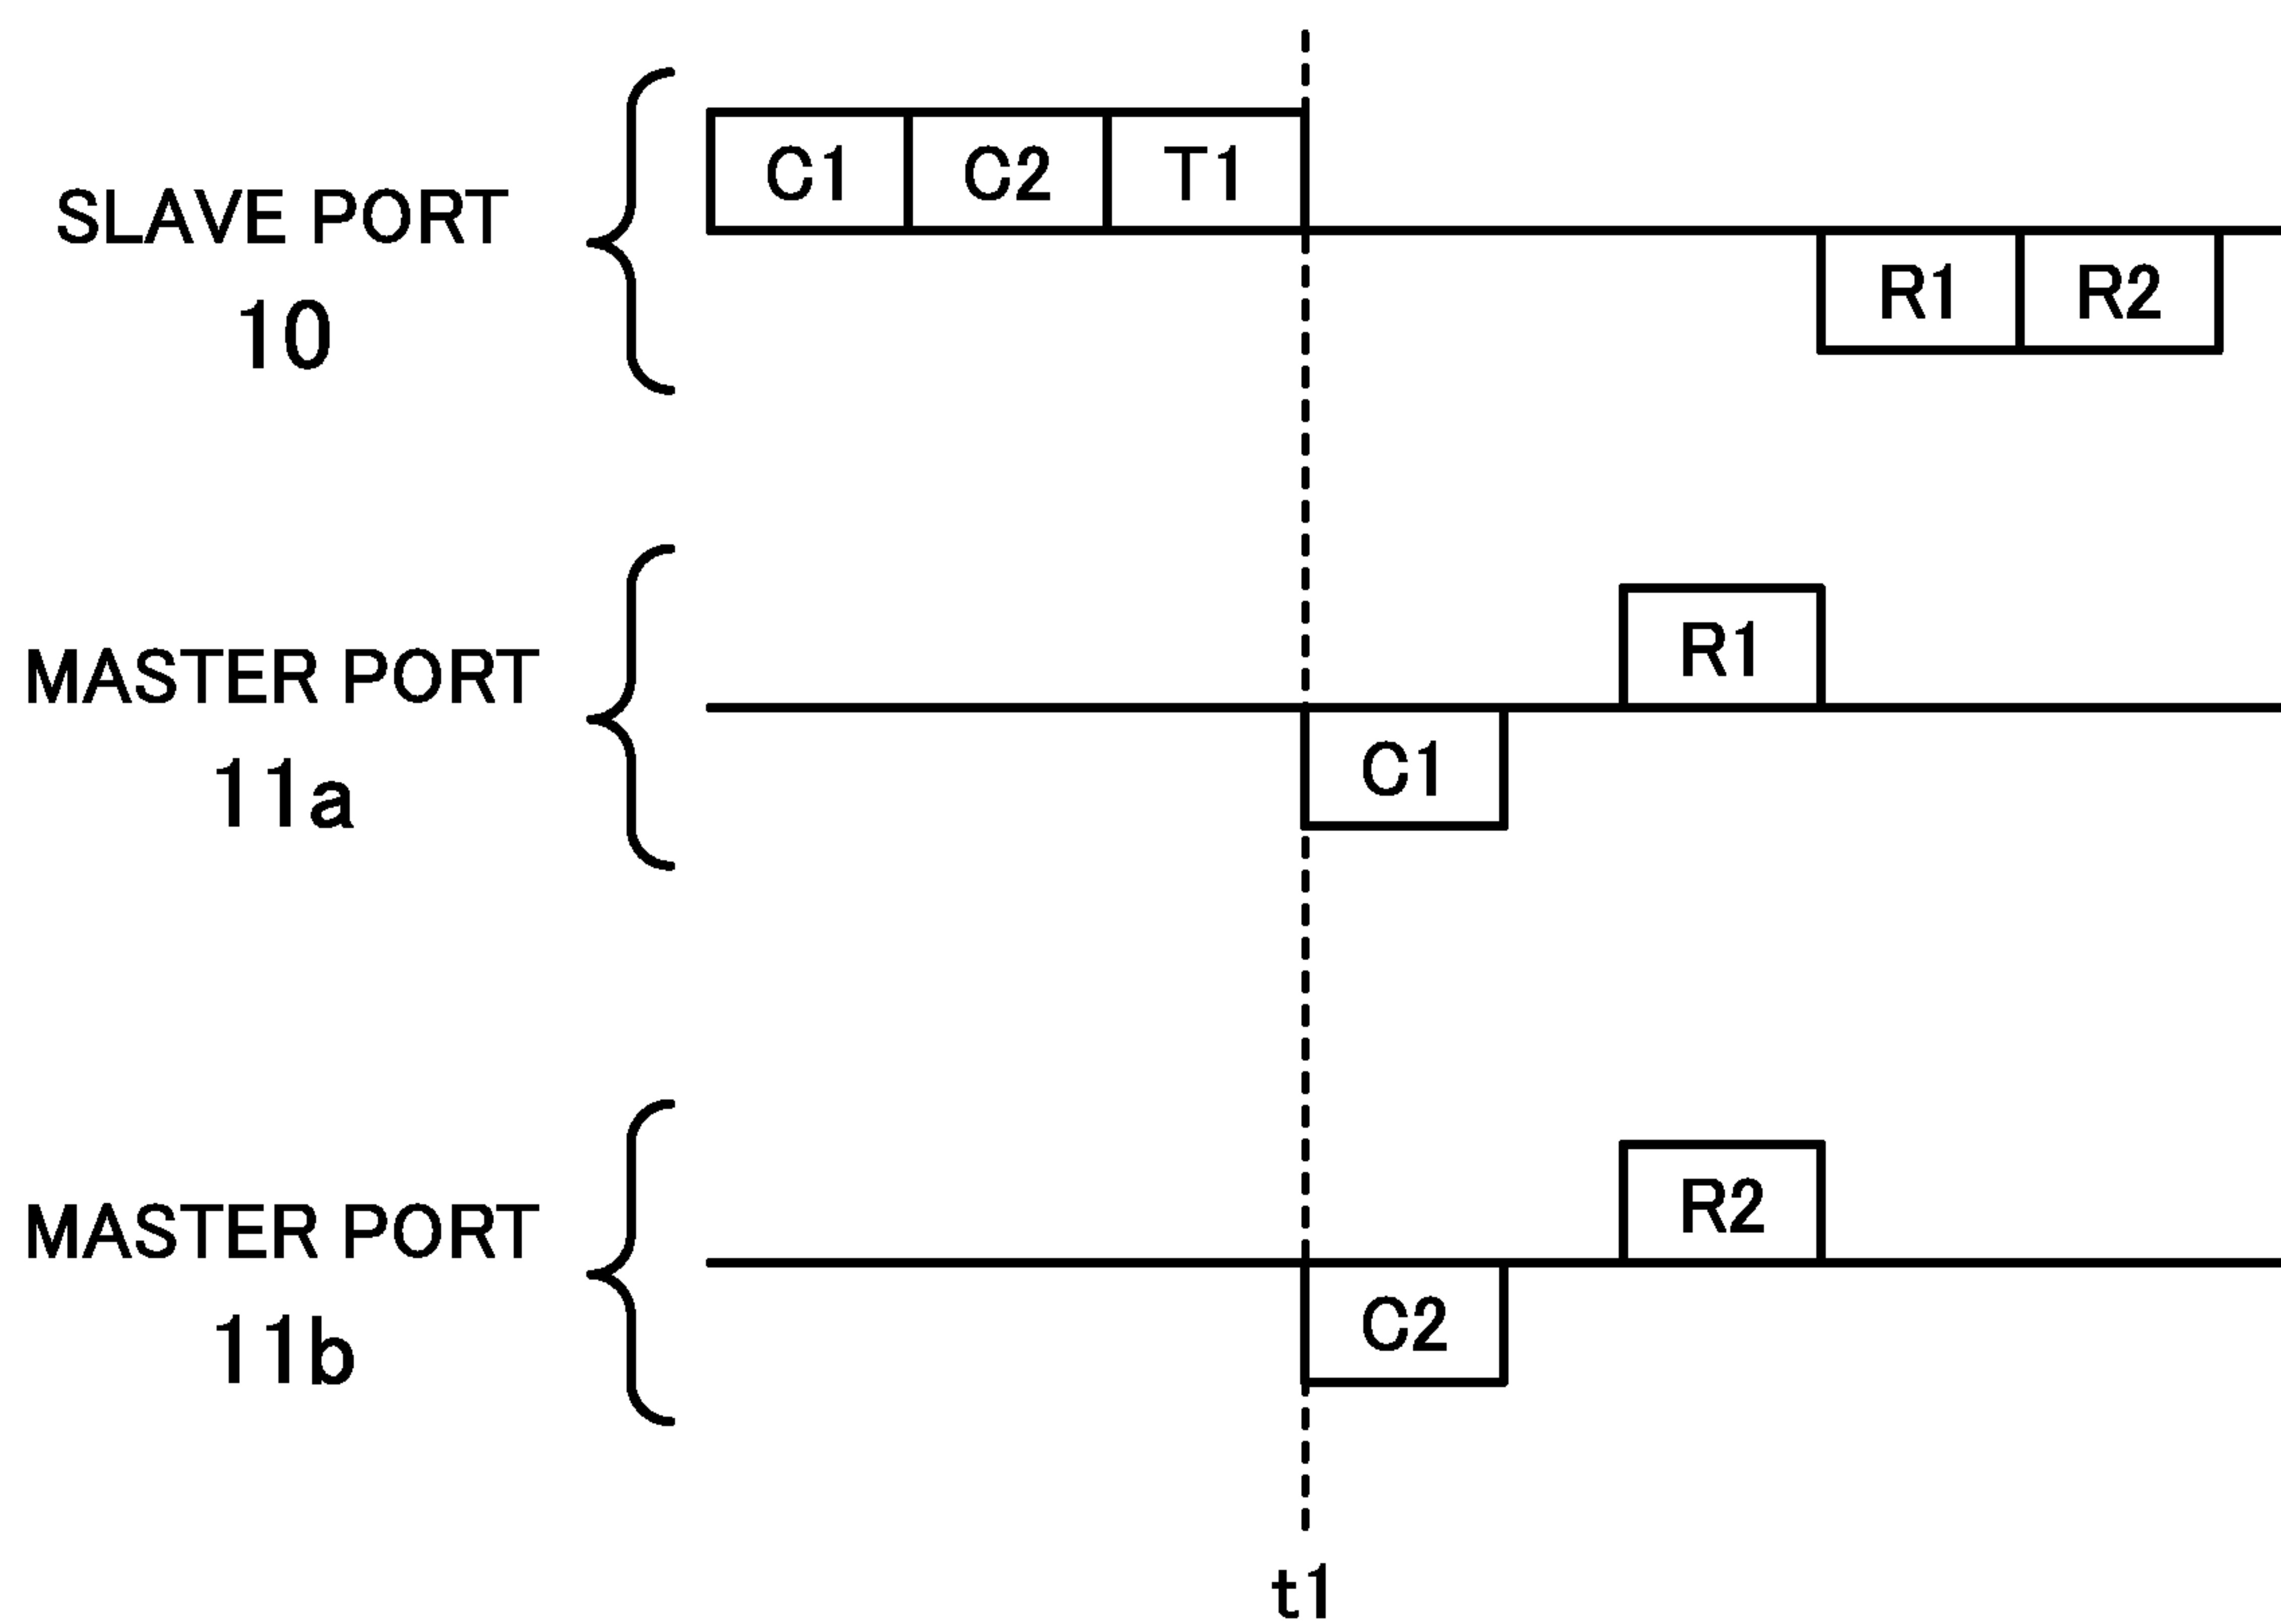 C1 C2 T1
SLAVE PORT
10
R1 R2
R1
MASTER PORT
11a
C1
R2
MASTER PORT
11b
C2
t1